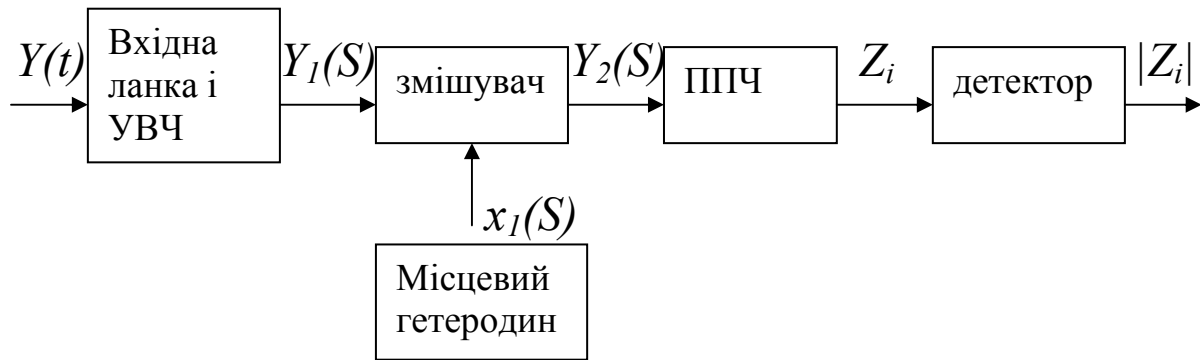 Y(t)
Вхідна
ланка і
УВЧ
Y₁(S)
змішувач
Y₂(S)
ППЧ
Zᵢ
детектор
|Zᵢ|
x₁(S)
Місцевий
гетеродин